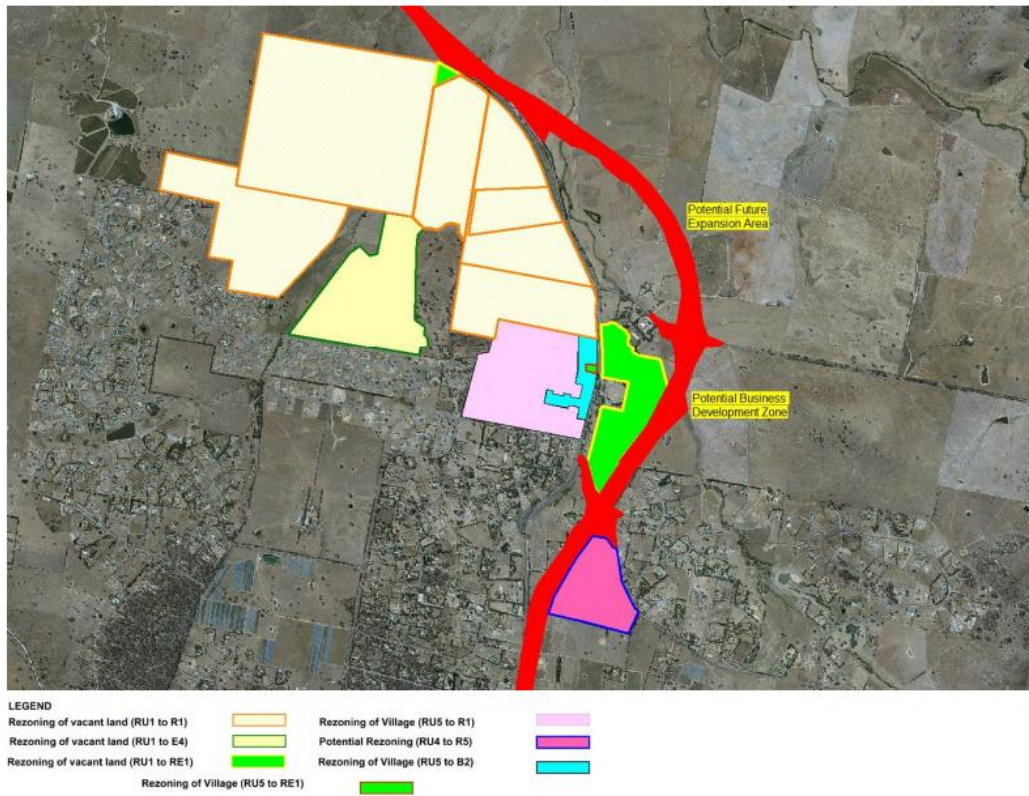 Potential Future
Expansion Area
Potential Business
Development Zone
LEGEND
Rezoning of vacant land (RU1 to R1)
Rezoning of Village (RU5 to R1)
Rezoning of vacant land (RU1 to E4)
Potential Rezoning (RU4 to R5)
Rezoning of vacant land (RU1 to RE1)
Rezoning of Village (RU5 to B2)
Rezoning of Village (RU5 to RE1)